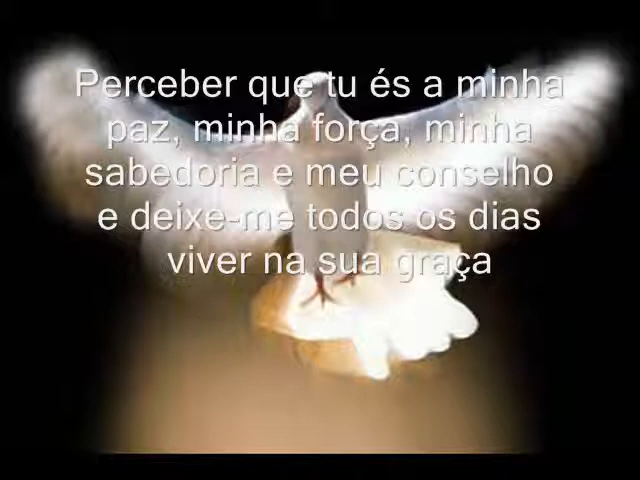 Perceber que tu és a minha
paz, minha força, minha
sabedoria e meu conselho
e deixe-me todos os dias
viver na sua graça